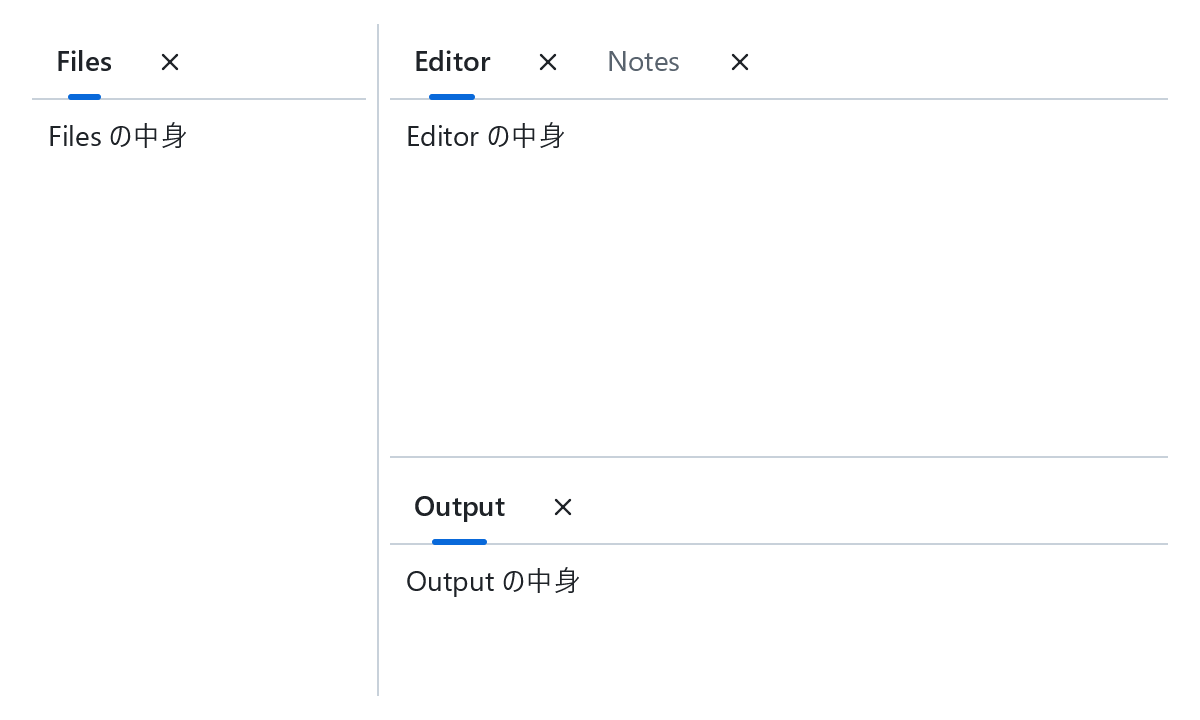 Files
Files の中身
Editor Notes
Editor の中身
Output
Output の中身